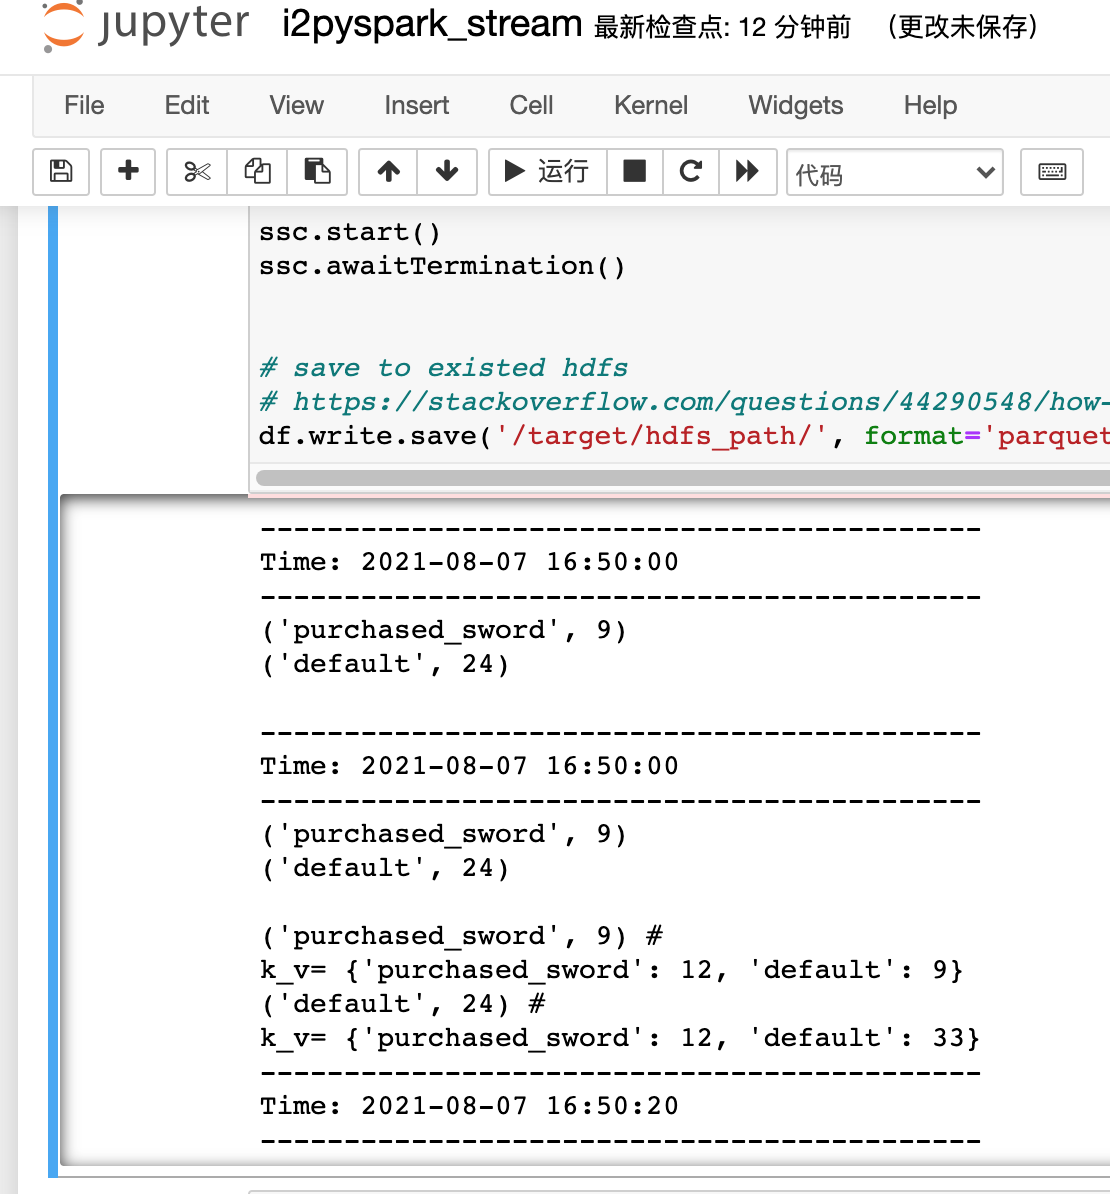 jupyter i2pyspark_stream 最新检查点: 12 分钟前 (更改未保存)
File Edit View Insert Cell Kernel Widgets Help
运行 代码
ssc.start()
ssc.awaitTermination()
# save to existed hdfs
# https://stackoverflow.com/questions/44290548/how-
df.write.save('/target/hdfs_path/', format='parquet
-------------------------------------------
Time: 2021-08-07 16:50:00
-------------------------------------------
('purchased_sword', 9)
('default', 24)
-------------------------------------------
Time: 2021-08-07 16:50:00
-------------------------------------------
('purchased_sword', 9)
('default', 24)
('purchased_sword', 9) #
k_v= {'purchased_sword': 12, 'default': 9}
('default', 24) #
k_v= {'purchased_sword': 12, 'default': 33}
-------------------------------------------
Time: 2021-08-07 16:50:20
-------------------------------------------